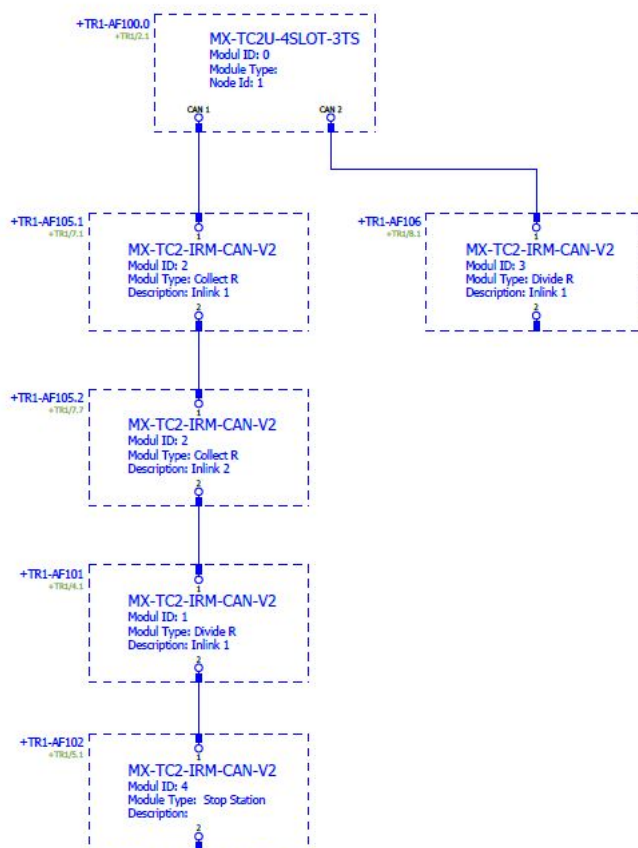 +TR1-AF100.0
+TR1/2.1
MX-TC2U-4SLOT-3TS
Modul ID: 0
Module Type:
Node Id: 1
CAN 1
CAN 2
+TR1-AF105.1
+TR1/7.1
1
MX-TC2-IRM-CAN-V2
Modul ID: 2
Modul Type: Collect R
Description: Inlink 1
2
+TR1-AF106
+TR1/8.1
1
MX-TC2-IRM-CAN-V2
Modul ID: 3
Modul Type: Divide R
Description: Inlink 1
2
+TR1-AF105.2
+TR1/7.7
1
MX-TC2-IRM-CAN-V2
Modul ID: 2
Modul Type: Collect R
Description: Inlink 2
2
+TR1-AF101
+TR1/4.1
1
MX-TC2-IRM-CAN-V2
Modul ID: 1
Modul Type: Divide R
Description: Inlink 1
2
+TR1-AF102
+TR1/5.1
1
MX-TC2-IRM-CAN-V2
Modul ID: 4
Module Type: Stop Station
Description:
2